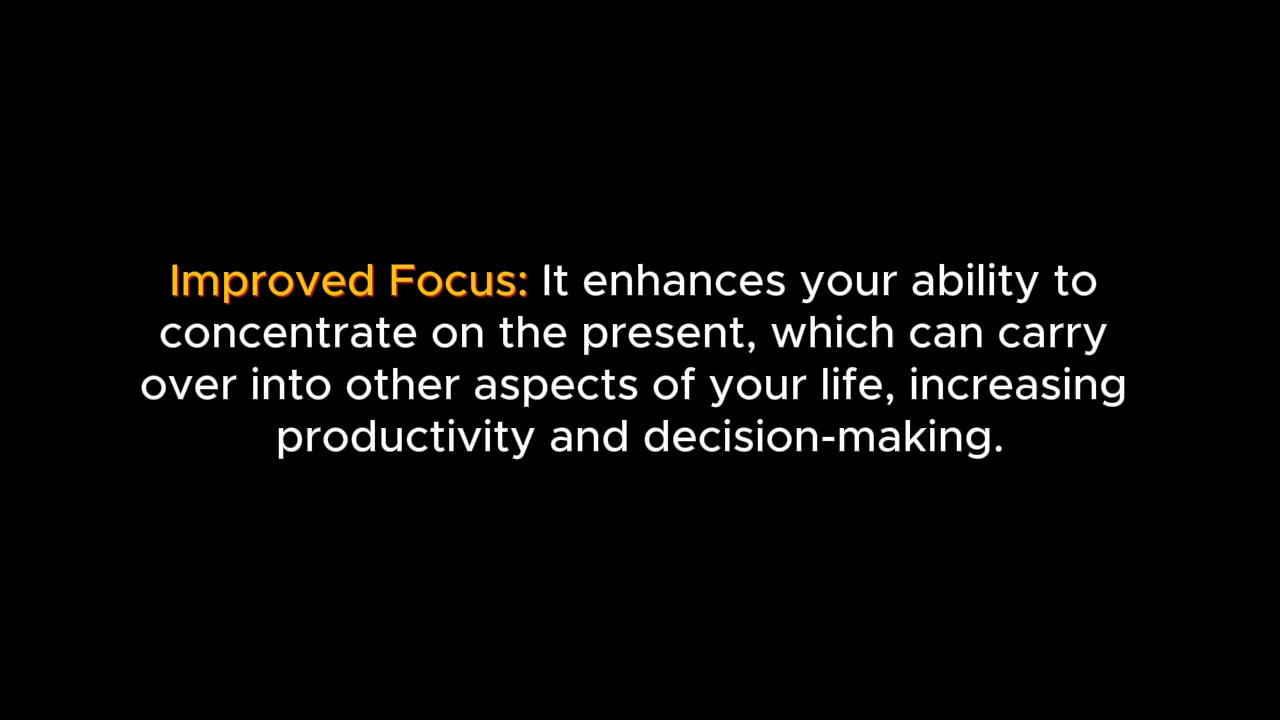 Improved Focus: It enhances your ability to
concentrate on the present, which can carry
over into other aspects of your life, increasing
productivity and decision-making.